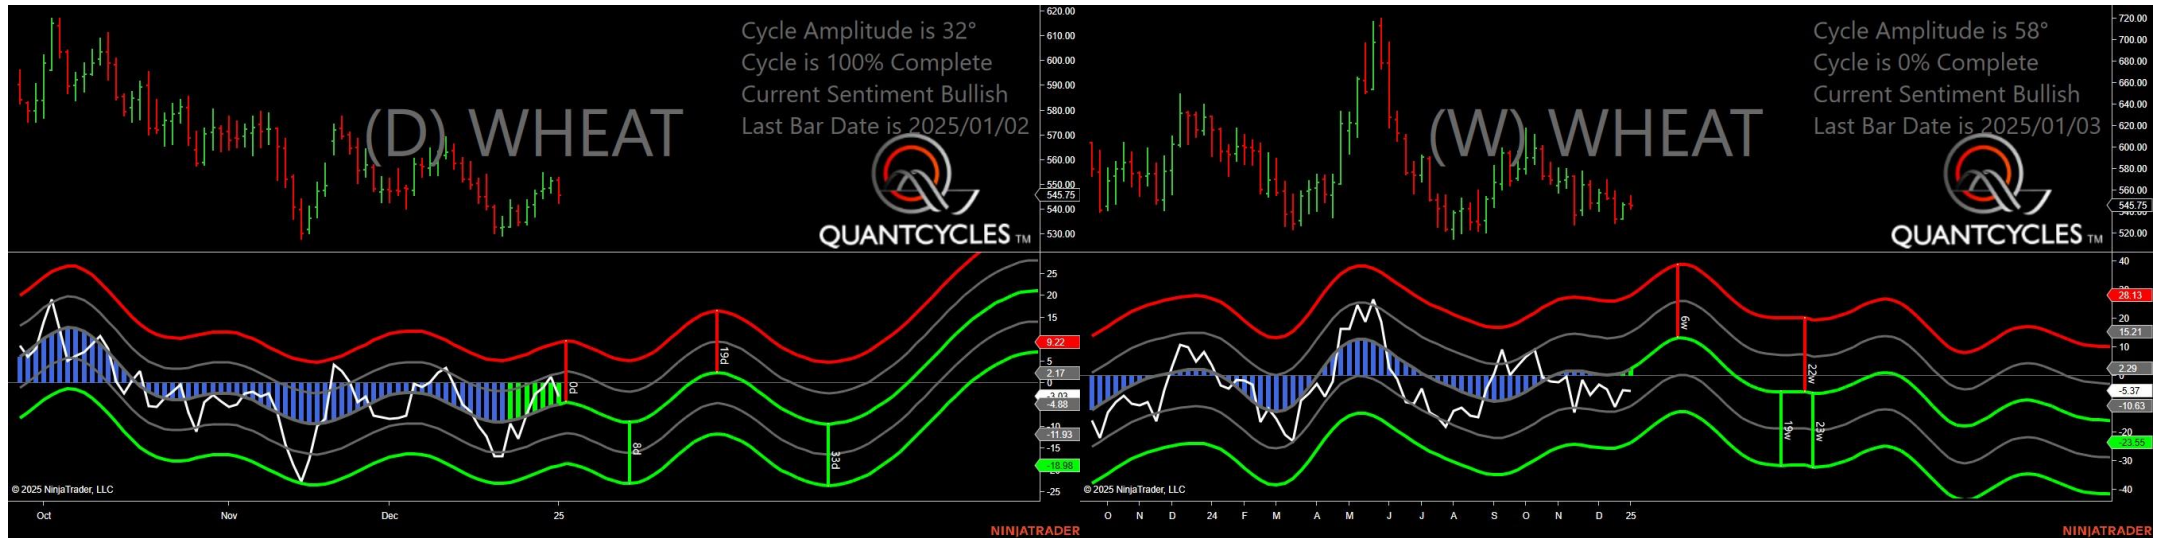 Cycle Amplitude is 32°
Cycle is 100% Complete
Current Sentiment Bullish
Last Bar Date is 2025/01/02
(D) WHEAT
QUANTCYCLES TM
620.00
610.00
600.00
590.00
580.00
570.00
560.00
550.00
545.75
540.00
530.00
25
20
15
9.22
5
2.17
0
-4.88
-10
-11.93
-15
-18.98
-25
0d
8d
19d
33d
© 2025 NinjaTrader, LLC
Oct Nov Dec 25
NINJATRADER
Cycle Amplitude is 58°
Cycle is 0% Complete
Current Sentiment Bullish
Last Bar Date is 2025/01/03
(W) WHEAT
QUANTCYCLES TM
720.00
700.00
680.00
660.00
640.00
620.00
600.00
580.00
560.00
545.75
520.00
40
28.13
20
15.21
10
2.29
-5.37
-10.63
-20
-23.55
-30
-40
6w
22w
19w
23w
© 2025 NinjaTrader, LLC
O N D 24 F M A M J J A S O N D 25
NINJATRADER